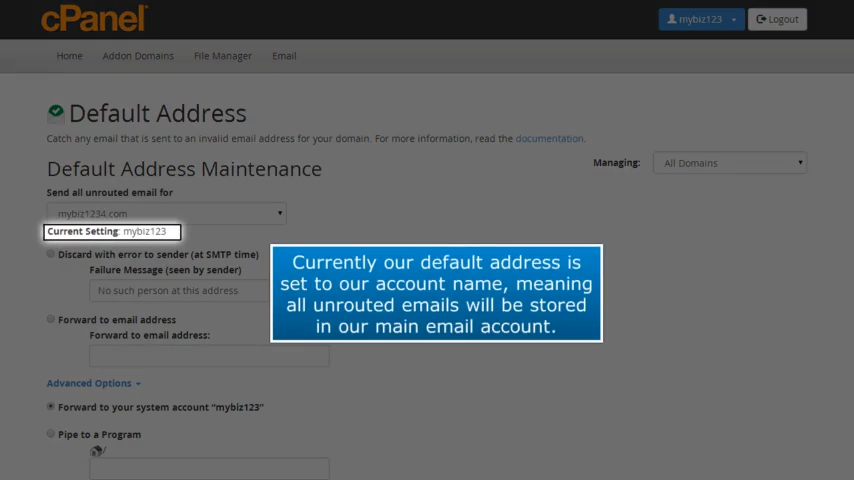 cPanel
mybiz123
Logout
Home Addon Domains File Manager Email
Default Address
Catch any email that is sent to an invalid email address for your domain. For more information, read the documentation.
Default Address Maintenance
Managing: All Domains
Send all unrouted email for
mybiz1234.com
Current Setting: mybiz123
Discard with error to sender (at SMTP time)
Failure Message (seen by sender)
No such person at this address
Currently our default address is
set to our account name, meaning
all unrouted emails will be stored
in our main email account.
Forward to email address
Forward to email address:
Advanced Options
Forward to your system account "mybiz123"
Pipe to a Program
/